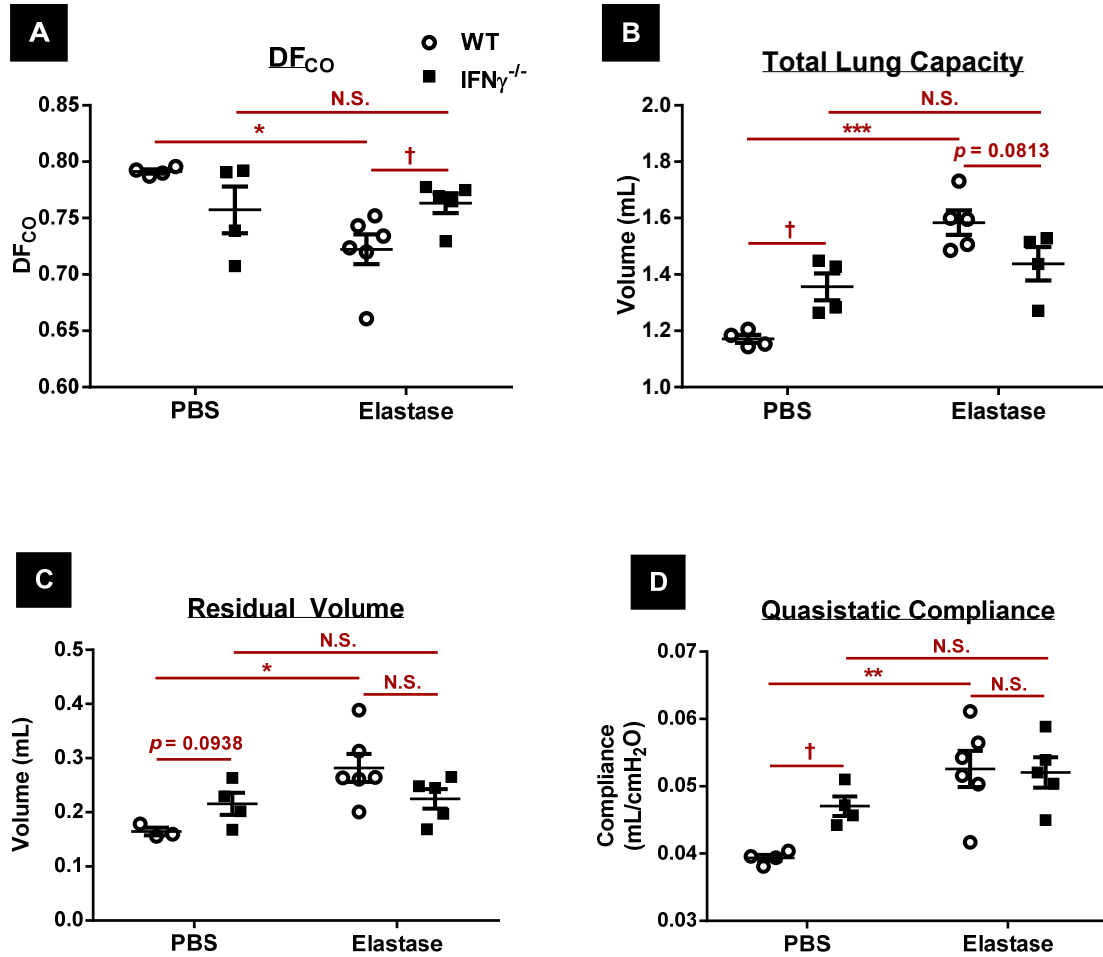 A
DFCO
WT
IFNγ-/-
DFCO
0.85
0.80
0.75
0.70
0.65
0.60
N.S.
*
†
PBS
Elastase
B
Total Lung Capacity
Volume (mL)
2.0
1.8
1.6
1.4
1.2
1.0
N.S.
***
p = 0.0813
†
PBS
Elastase
C
Residual Volume
Volume (mL)
0.5
0.4
0.3
0.2
0.1
0.0
N.S.
*
N.S.
p = 0.0938
PBS
Elastase
D
Quasistatic Compliance
Compliance
(mL/cmH2O)
0.07
0.06
0.05
0.04
0.03
N.S.
**
N.S.
†
PBS
Elastase